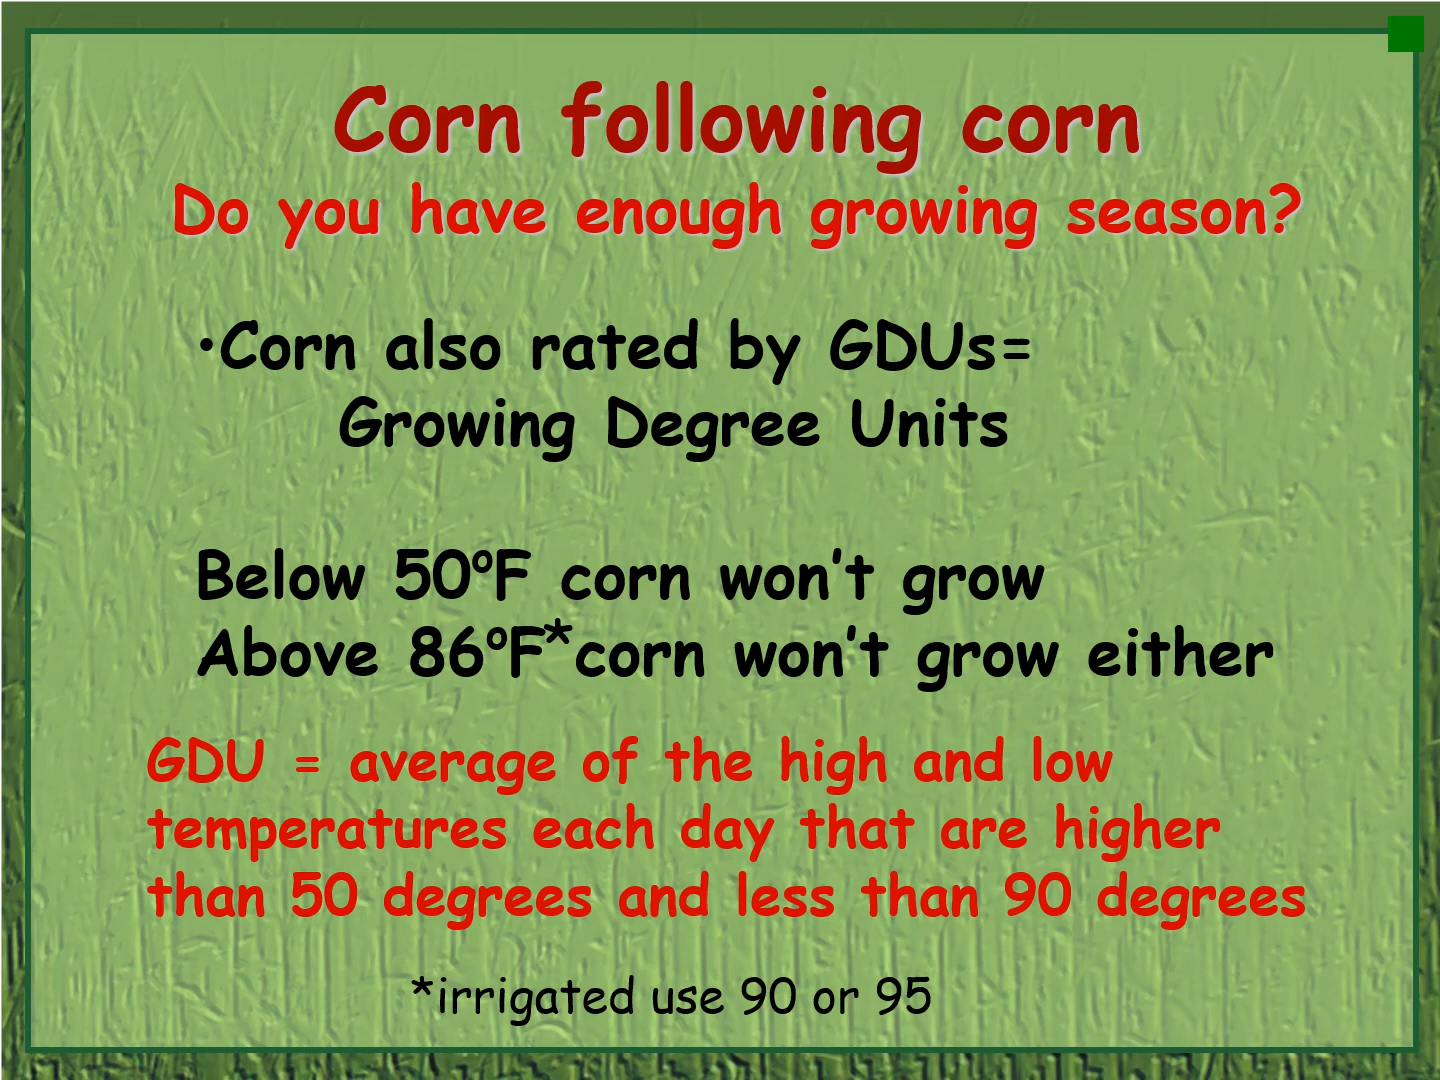 Corn following corn
Do you have enough growing season?
•Corn also rated by GDUs=
Growing Degree Units
Below 50ºF corn won’t grow
Above 86ºF*corn won’t grow either
GDU = average of the high and low
temperatures each day that are higher
than 50 degrees and less than 90 degrees
*irrigated use 90 or 95